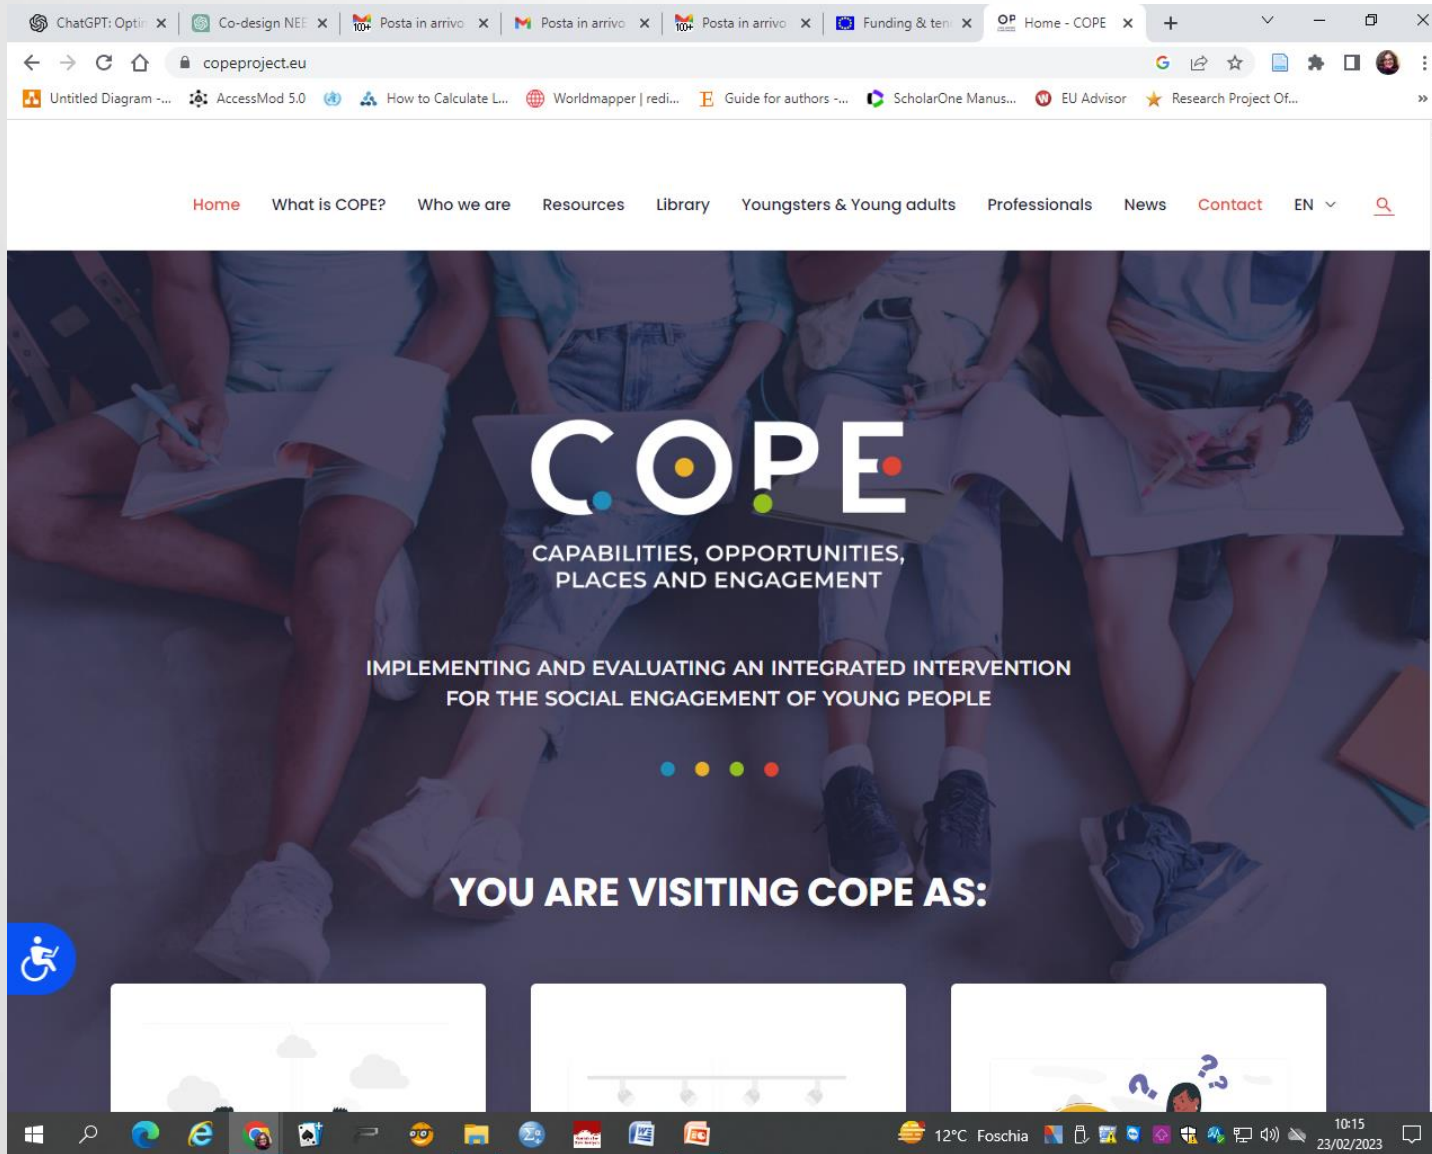 ChatGPT: Optin
Co-design NEE
Posta in arrivo
Posta in arrivo
Posta in arrivo
Funding & ten
Home - COPE
copeproject.eu
Untitled Diagram -...
AccessMod 5.0
How to Calculate L...
Worldmapper | redi...
Guide for authors -...
ScholarOne Manus...
EU Advisor
Research Project Of...
»
Home
What is COPE?
Who we are
Resources
Library
Youngsters & Young adults
Professionals
News
Contact
EN
COPE
CAPABILITIES, OPPORTUNITIES,
PLACES AND ENGAGEMENT
IMPLEMENTING AND EVALUATING AN INTEGRATED INTERVENTION
FOR THE SOCIAL ENGAGEMENT OF YOUNG PEOPLE
YOU ARE VISITING COPE AS:
? ? ?
12°C Foschia
10:15
23/02/2023